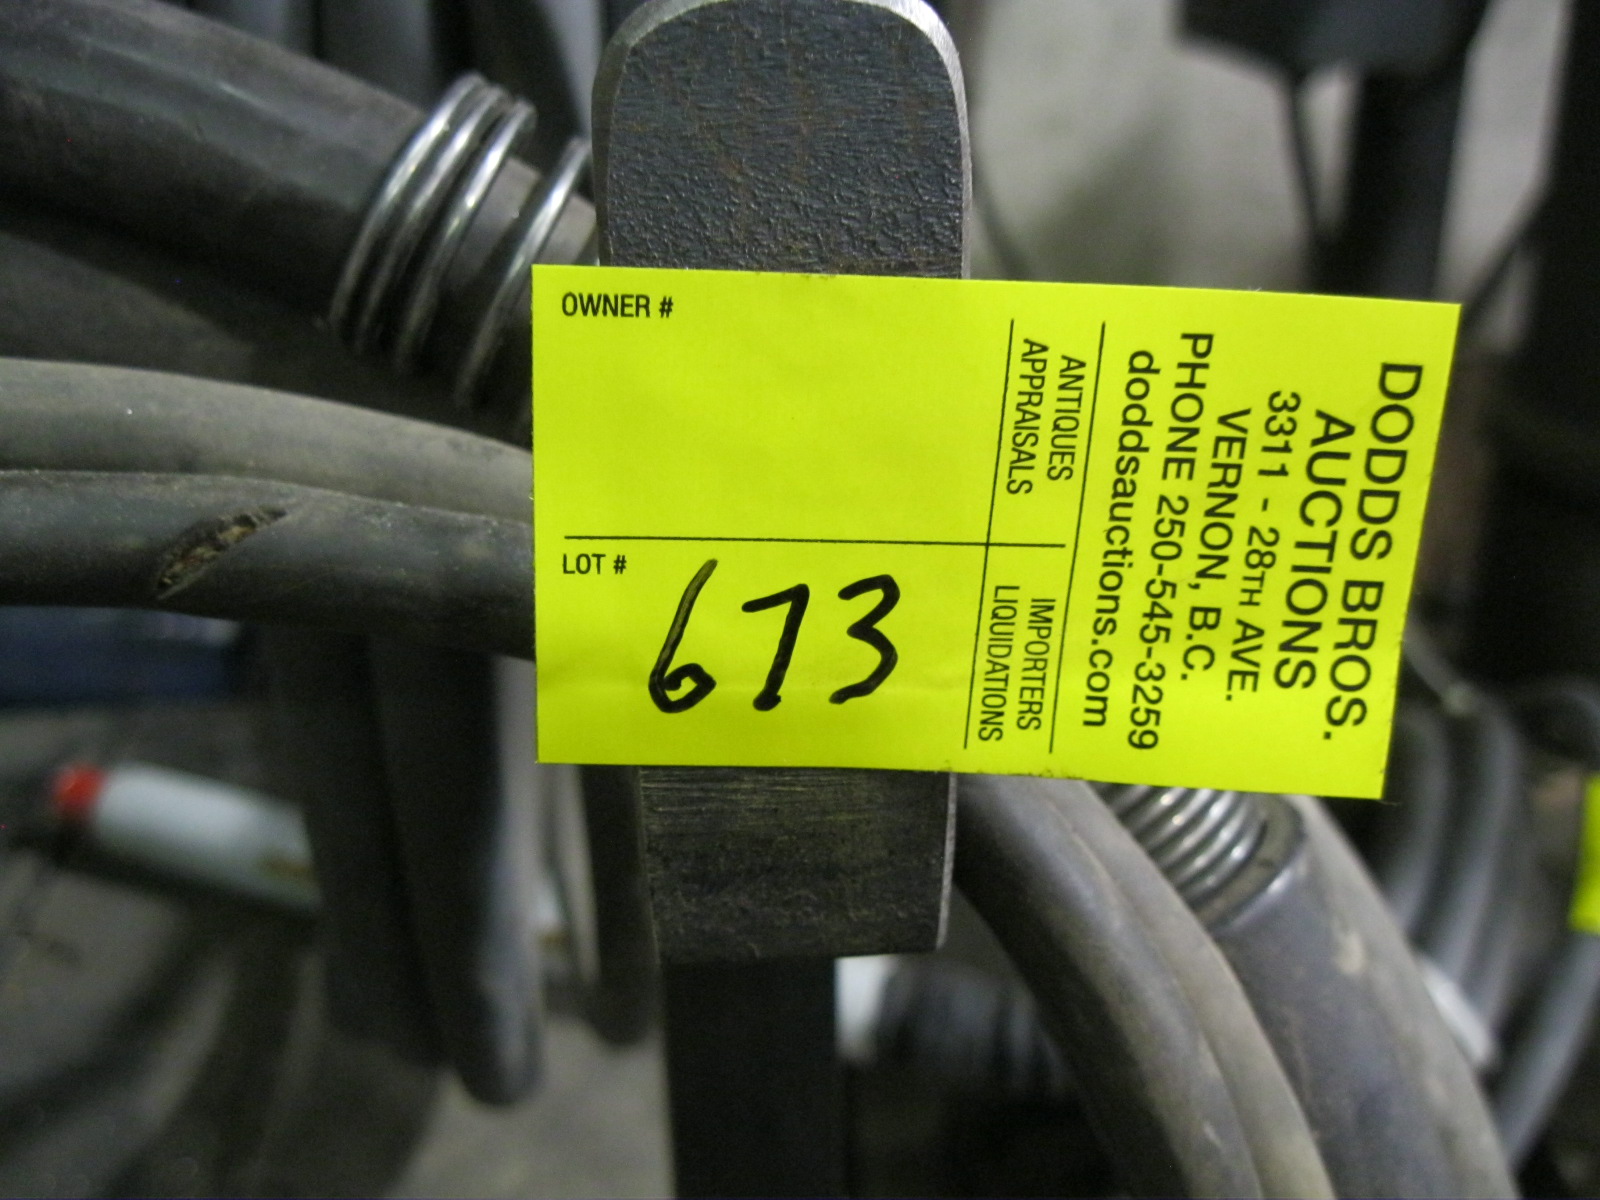 OWNER #
LOT #
673
ANTIQUES
APPRAISALS
IMPORTERS
LIQUIDATIONS
DODDS BROS.
AUCTIONS
3311 - 28TH AVE.
VERNON, B.C.
PHONE 250-545-3259
doddsauctions.com